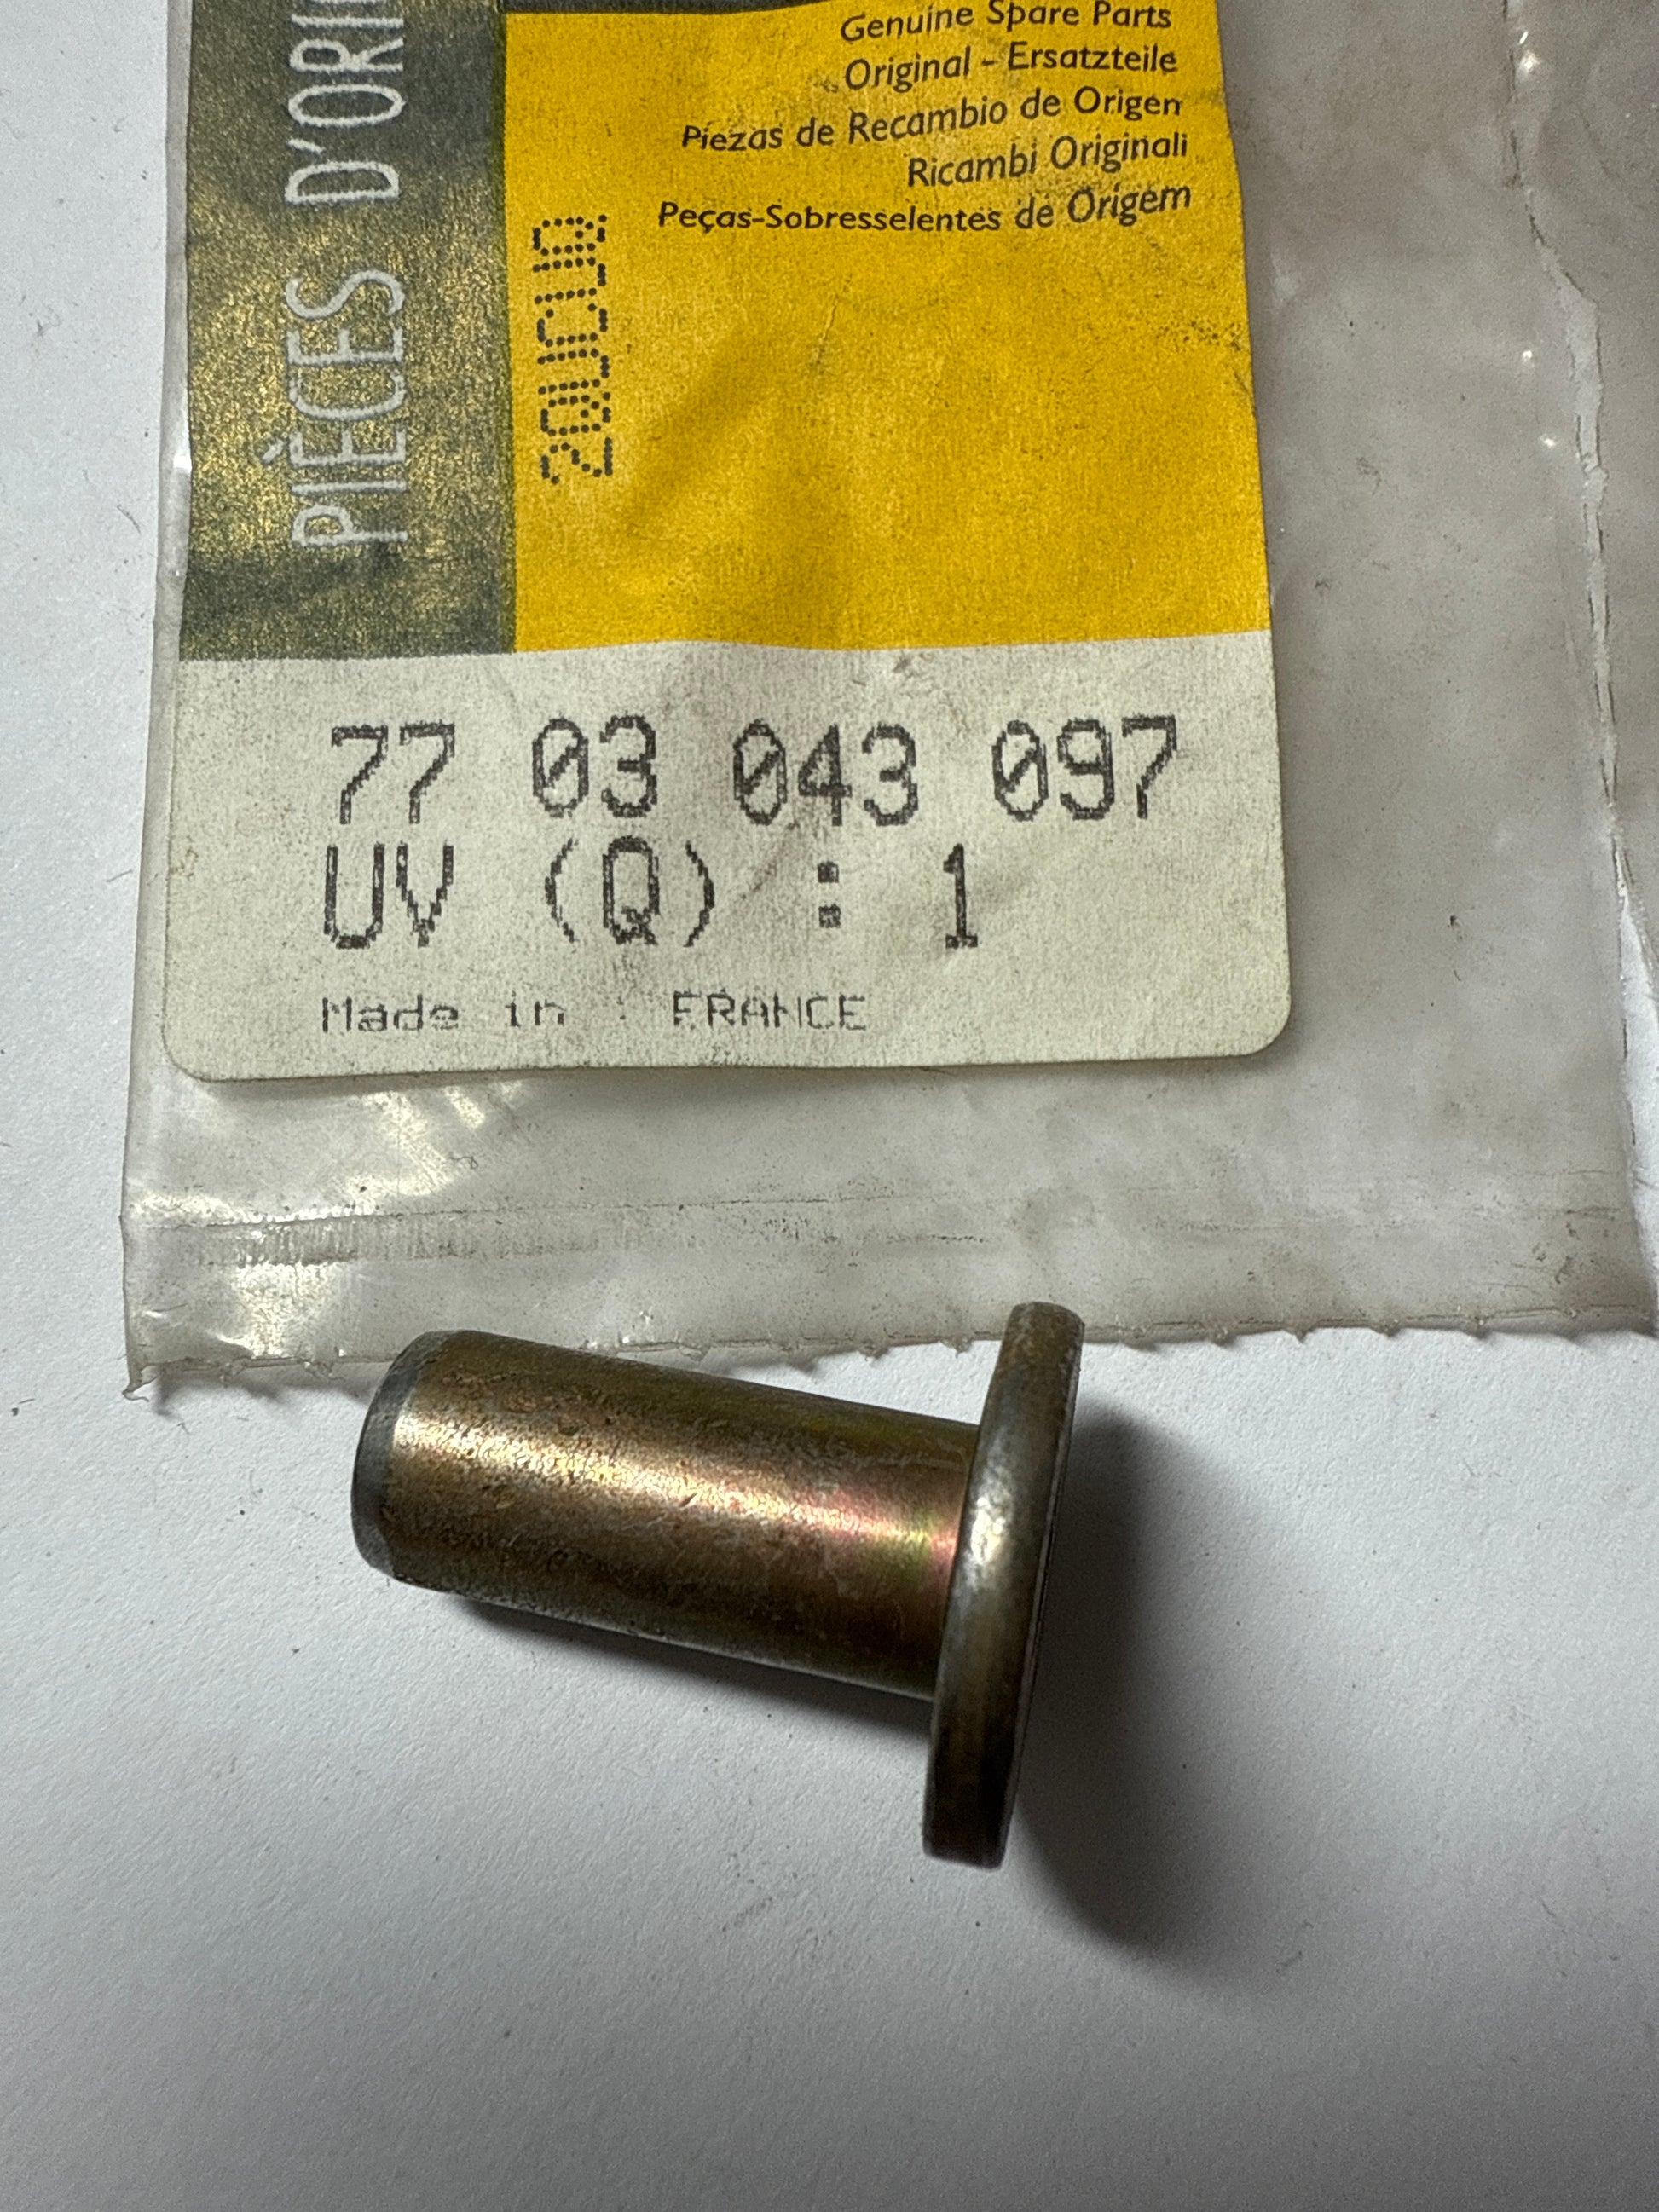 PIÈCES D'ORI
Genuine Spare Parts
Original - Ersatzteile
Piezas de Recambio de Origen
Ricambi Originali
Peças-Sobresselentes de Origem
77 03 043 097
UV (Q) : 1
Made in : FRANCE